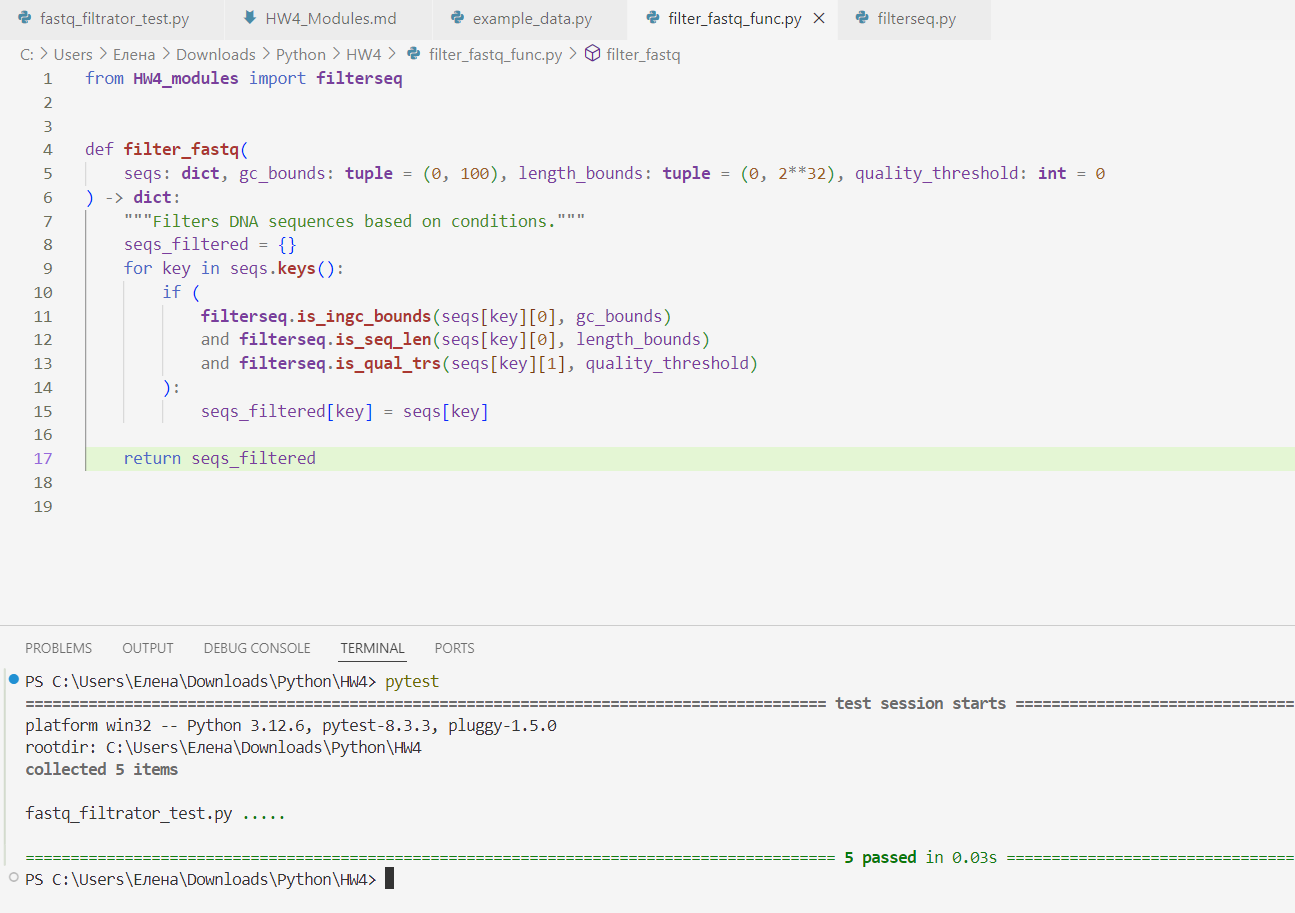 fastq_filtrator_test.py HW4_Modules.md example_data.py filter_fastq_func.py filterseq.py
C: > Users > Елена > Downloads > Python > HW4 > filter_fastq_func.py > filter_fastq
1 from HW4_modules import filterseq
2
3
4 def filter_fastq(
5 seqs: dict, gc_bounds: tuple = (0, 100), length_bounds: tuple = (0, 2**32), quality_threshold: int = 0
6 ) -> dict:
7 """Filters DNA sequences based on conditions."""
8 seqs_filtered = {}
9 for key in seqs.keys():
10 if (
11 filterseq.is_ingc_bounds(seqs[key][0], gc_bounds)
12 and filterseq.is_seq_len(seqs[key][0], length_bounds)
13 and filterseq.is_qual_trs(seqs[key][1], quality_threshold)
14 ):
15 seqs_filtered[key] = seqs[key]
16
17 return seqs_filtered
18
19
PROBLEMS OUTPUT DEBUG CONSOLE TERMINAL PORTS
PS C:\Users\Елена\Downloads\Python\HW4> pytest
========================================================================================= test session starts ===============================
platform win32 -- Python 3.12.6, pytest-8.3.3, pluggy-1.5.0
rootdir: C:\Users\Елена\Downloads\Python\HW4
collected 5 items
fastq_filtrator_test.py .....
========================================================================================== 5 passed in 0.03s ================================
PS C:\Users\Елена\Downloads\Python\HW4>